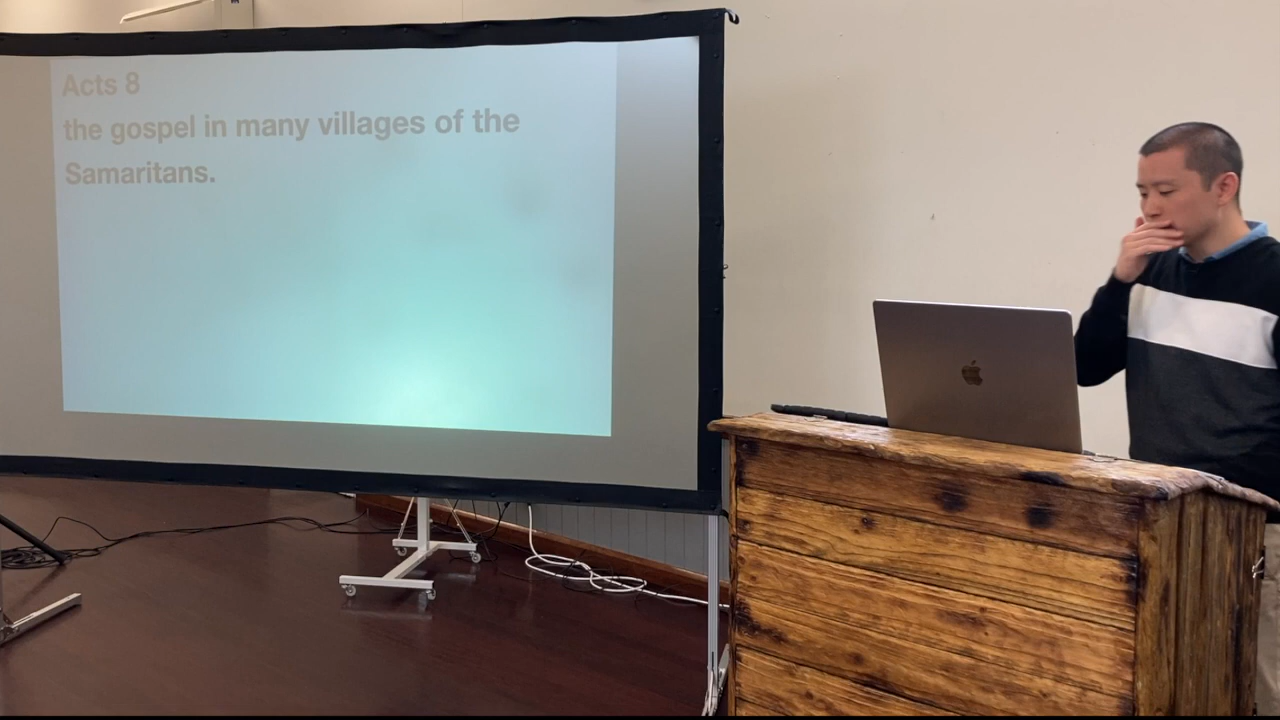 Acts 8
the gospel in many villages of the
Samaritans.